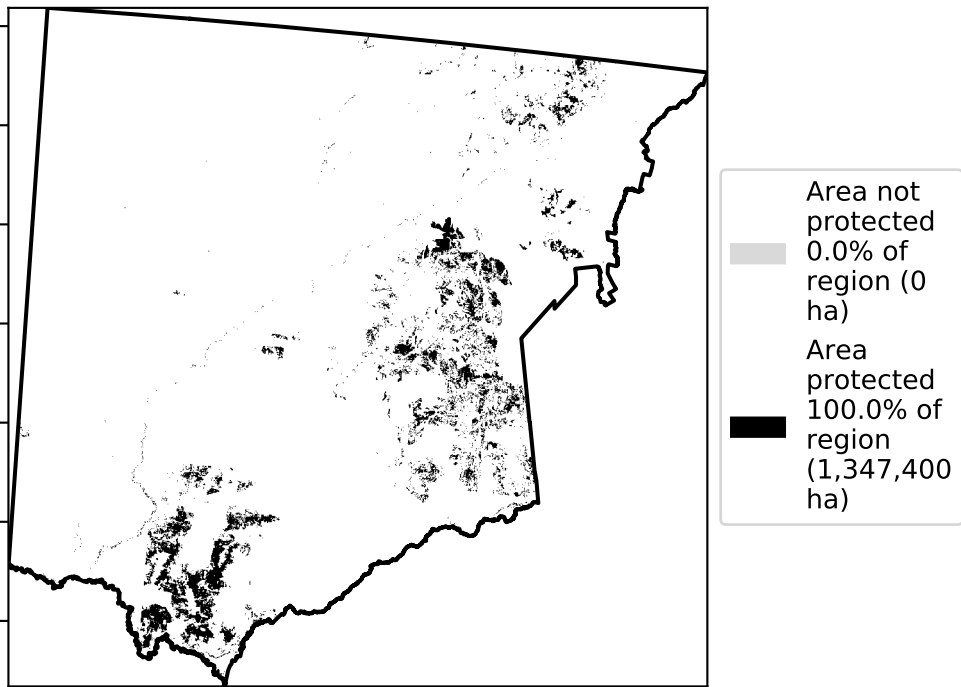 Area not
protected
0.0% of
region (0
ha)
Area
protected
100.0% of
region
(1,347,400
ha)